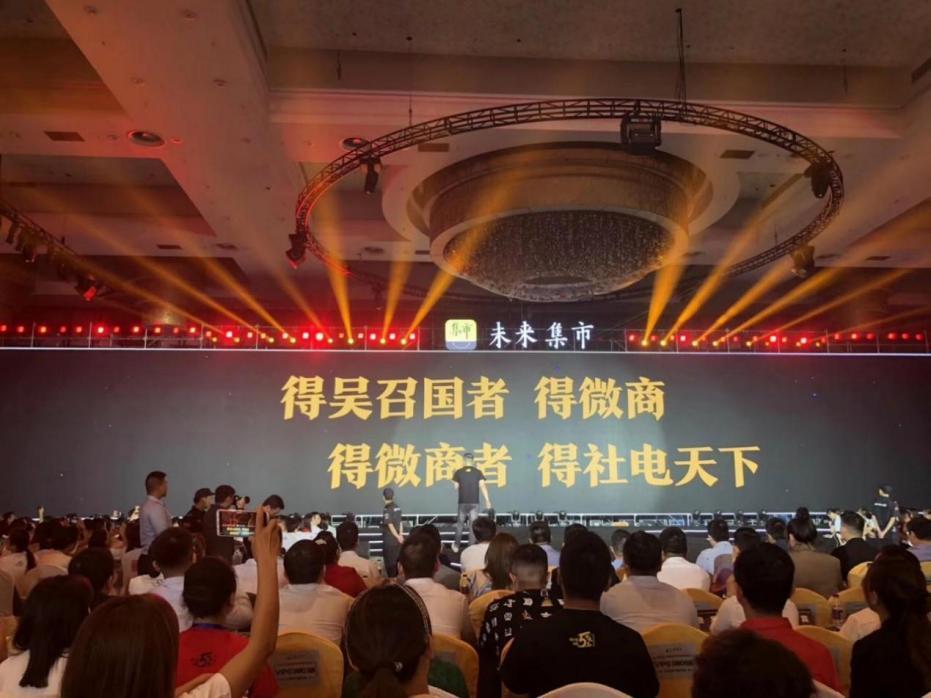 集市 未来集市
得吴召国者 得微商
得微商者 得社电天下